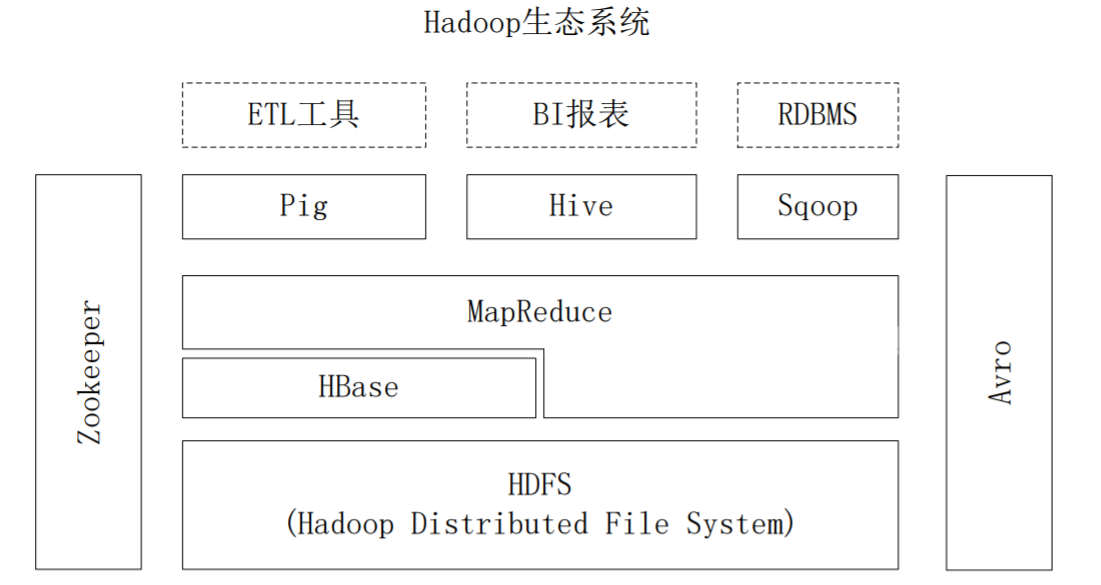 Hadoop生态系统
ETL工具
BI报表
RDBMS
Pig
Hive
Sqoop
Zookeeper
MapReduce
HBase
Avro
HDFS
(Hadoop Distributed File System)